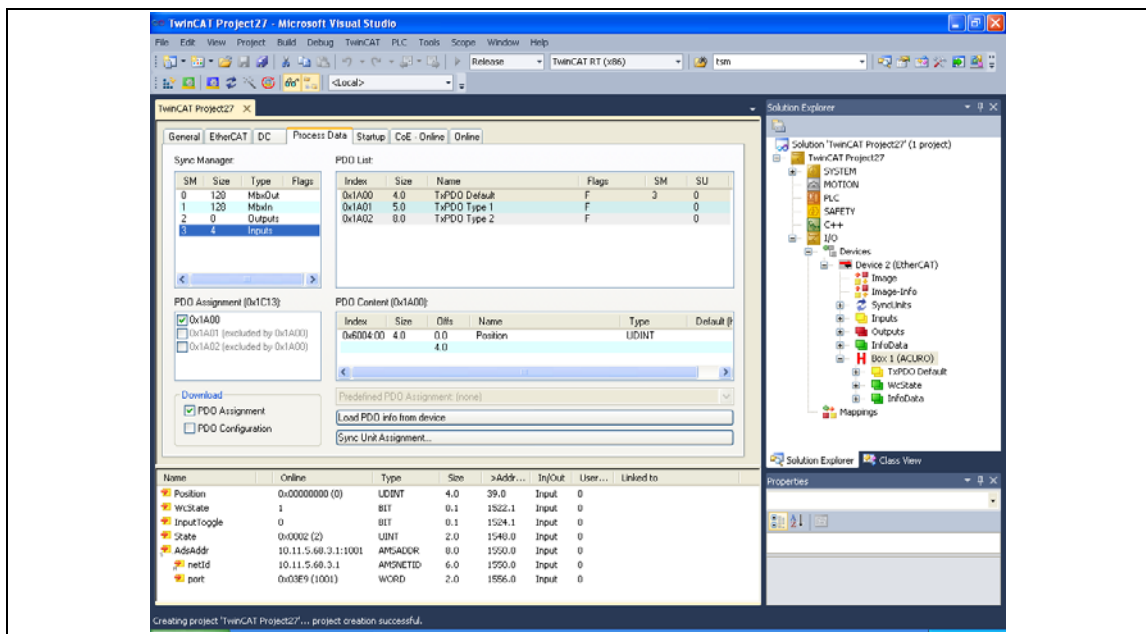 TwinCAT Project27 - Microsoft Visual Studio
File Edit View Project Build Debug TwinCAT PLC Tools Scope Window Help
Release TwinCAT RT (x86) tsm
<Local>
TwinCAT Project27
General EtherCAT DC Process Data Startup CoE - Online Online
Sync Manager:
SM Size Type Flags
0 128 MbxOut
1 128 MbxIn
2 0 Outputs
3 4 Inputs
PDO List:
Index Size Name Flags SM SU
0x1A00 4.0 TxPDO Default F 3 0
0x1A01 5.0 TxPDO Type 1 F 0
0x1A02 8.0 TxPDO Type 2 F 0
PDO Assignment (0x1C13):
0x1A00
0x1A01 (excluded by 0x1A00)
0x1A02 (excluded by 0x1A00)
PDO Content (0x1A00):
Index Size Offs Name Type Default (h
0x6004:00 4.0 0.0 Position UDINT
4.0
Download
PDO Assignment
PDO Configuration
Predefined PDO Assignment: (none)
Load PDO info from device
Sync Unit Assignment...
Name Online Type Size >Addr... In/Out User... Linked to
Position 0x00000000 (0) UDINT 4.0 39.0 Input 0
WcState 1 BIT 0.1 1522.1 Input 0
InputToggle 0 BIT 0.1 1524.1 Input 0
State 0x0002 (2) UINT 2.0 1548.0 Input 0
AdsAddr 10.11.5.60.3.1:1001 AMSADDR 8.0 1550.0 Input 0
netId 10.11.5.60.3.1 AMSNETID 6.0 1550.0 Input 0
port 0x03E9 (1001) WORD 2.0 1556.0 Input 0
Solution Explorer
Solution 'TwinCAT Project27' (1 project)
TwinCAT Project27
SYSTEM
MOTION
PLC
SAFETY
C++
I/O
Devices
Device 2 (EtherCAT)
Image
Image-Info
SyncUnits
Inputs
Outputs
InfoData
Box 1 (ACURO)
TxPDO Default
WcState
InfoData
Mappings
Solution Explorer Class View
Properties
Creating project 'TwinCAT Project27'... project creation successful.